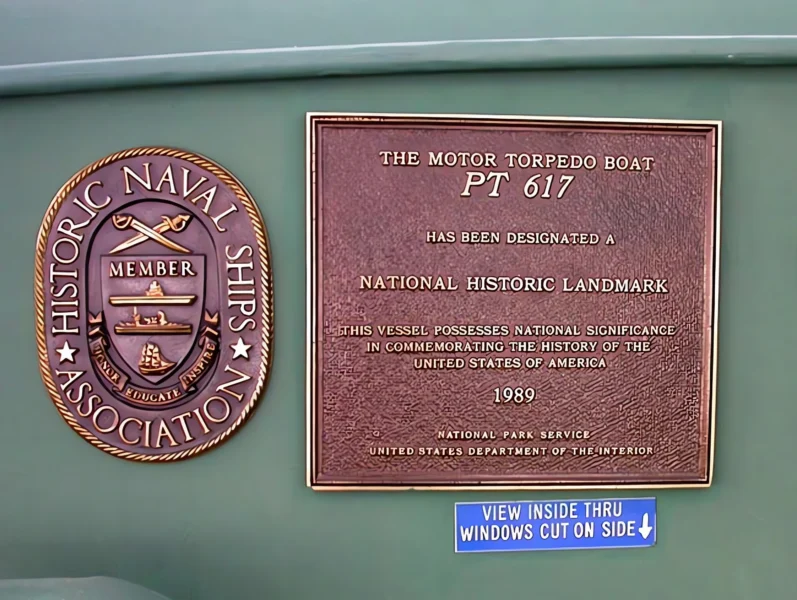 HISTORIC NAVAL SHIPS
ASSOCIATION
MEMBER
HONOR
EDUCATE
INSPIRE
THE MOTOR TORPEDO BOAT
PT 617
HAS BEEN DESIGNATED A
NATIONAL HISTORIC LANDMARK
THIS VESSEL POSSESSES NATIONAL SIGNIFICANCE
IN COMMEMORATING THE HISTORY OF THE
UNITED STATES OF AMERICA
1989
NATIONAL PARK SERVICE
UNITED STATES DEPARTMENT OF THE INTERIOR
VIEW INSIDE THRU
WINDOWS CUT ON SIDE